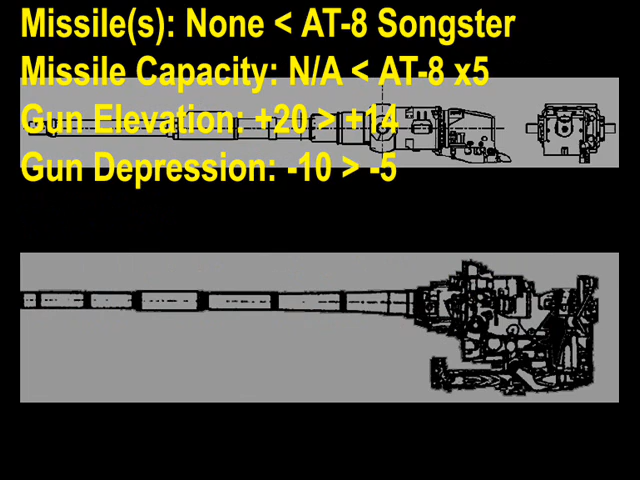 Missile(s): None < AT-8 Songster
Missile Capacity: N/A < AT-8 x5
Gun Elevation: +20 > +14
Gun Depression: -10 > -5